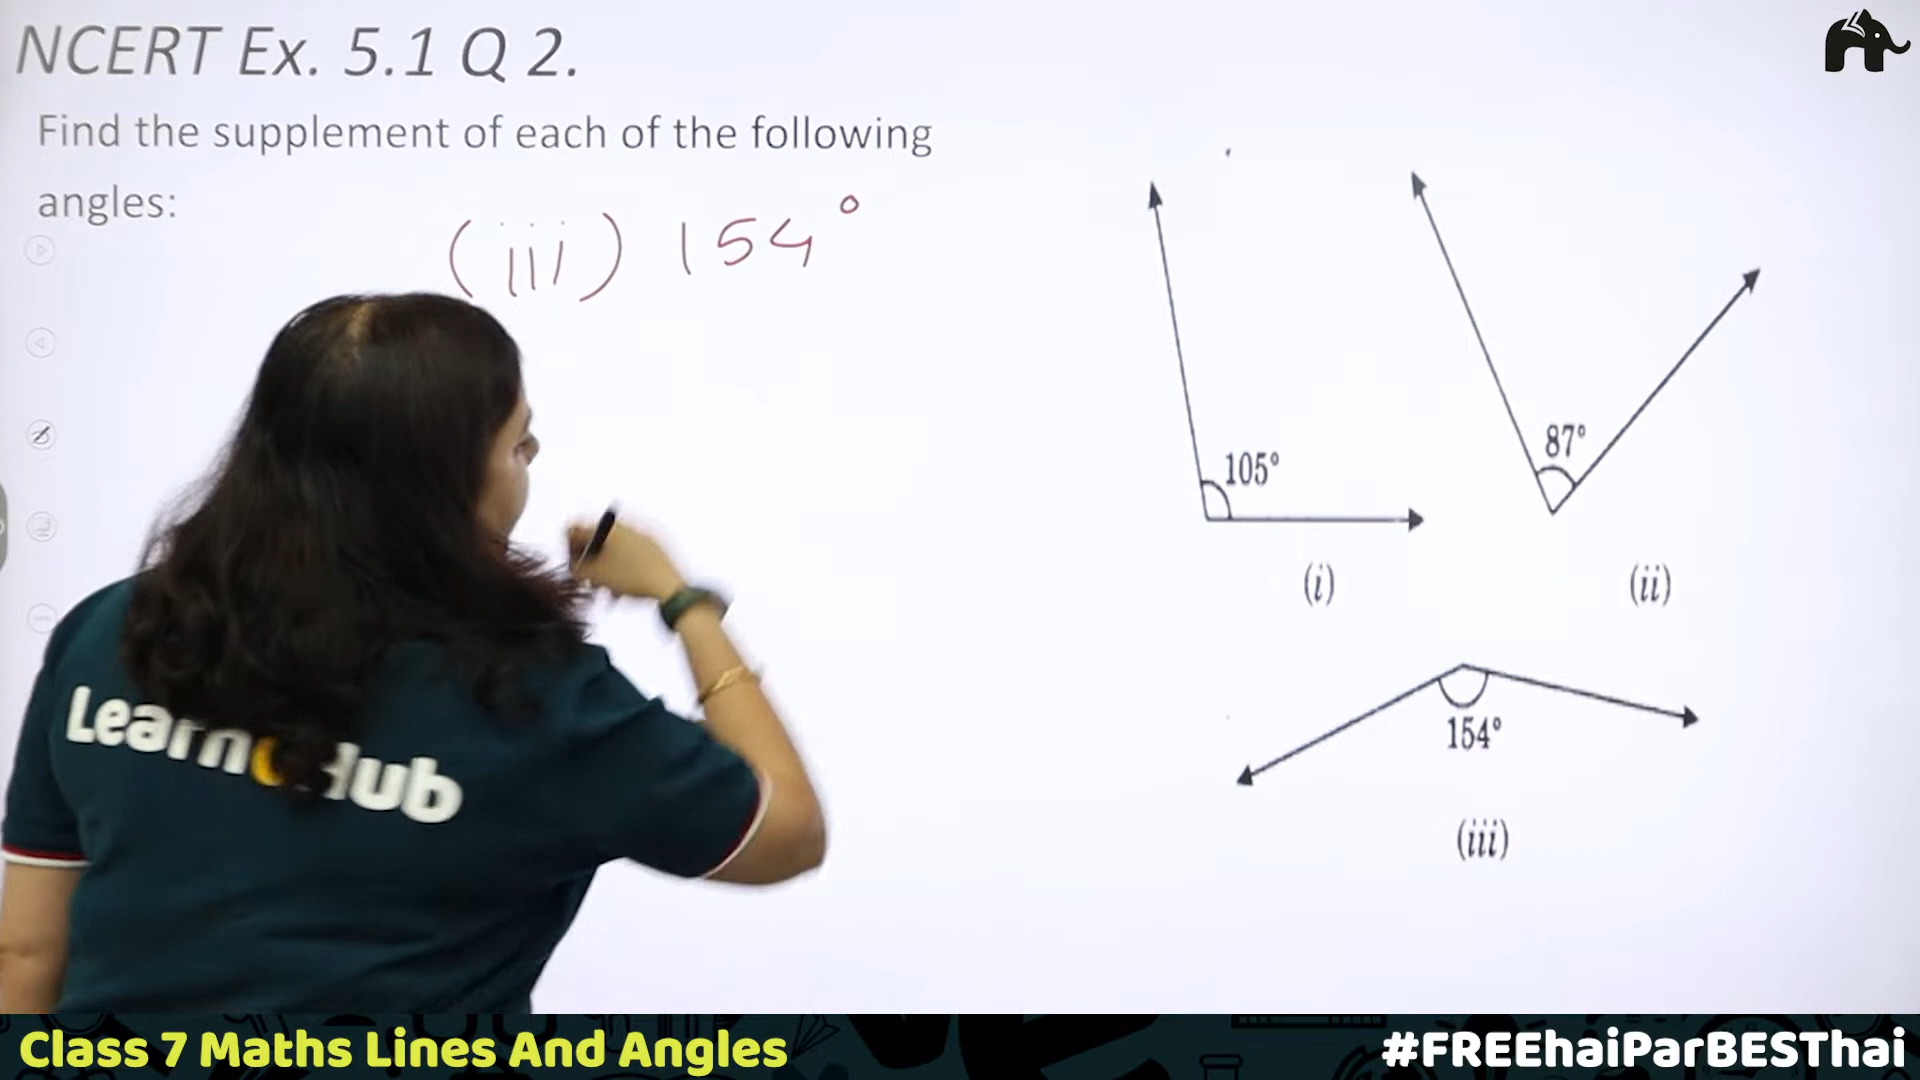 NCERT Ex. 5.1 Q 2.
Find the supplement of each of the following
angles:
(iii) 154°
105°
87°
(i)
(ii)
154°
(iii)
Learn Hub
Class 7 Maths Lines And Angles
#FREEhaiParBESThai